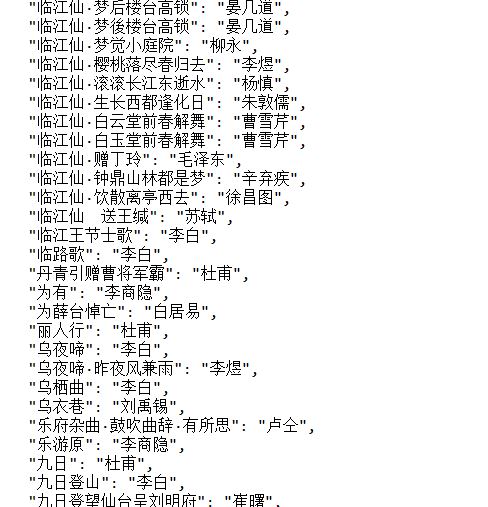 "临江仙·梦后楼台高锁": "晏几道",
"临江仙·梦後楼台高锁": "晏几道",
"临江仙·梦觉小庭院": "柳永",
"临江仙·樱桃落尽春归去": "李煜",
"临江仙·滚滚长江东逝水": "杨慎",
"临江仙·生长西都逢化日": "朱敦儒",
"临江仙·白云堂前春解舞": "曹雪芹",
"临江仙·白玉堂前春解舞": "曹雪芹",
"临江仙·赠丁玲": "毛泽东",
"临江仙·钟鼎山林都是梦": "辛弃疾",
"临江仙·饮散离亭西去": "徐昌图",
"临江仙　送王缄": "苏轼",
"临江王节士歌": "李白",
"临路歌": "李白",
"丹青引赠曹将军霸": "杜甫",
"为有": "李商隐",
"为薛台悼亡": "白居易",
"丽人行": "杜甫",
"乌夜啼": "李白",
"乌夜啼·昨夜风兼雨": "李煜",
"乌栖曲": "李白",
"乌衣巷": "刘禹锡",
"乐府杂曲·鼓吹曲辞·有所思": "卢仝",
"乐游原": "李商隐",
"九日": "杜甫",
"九日登山": "李白",
"九日登望仙台呈刘明府": "崔曙",